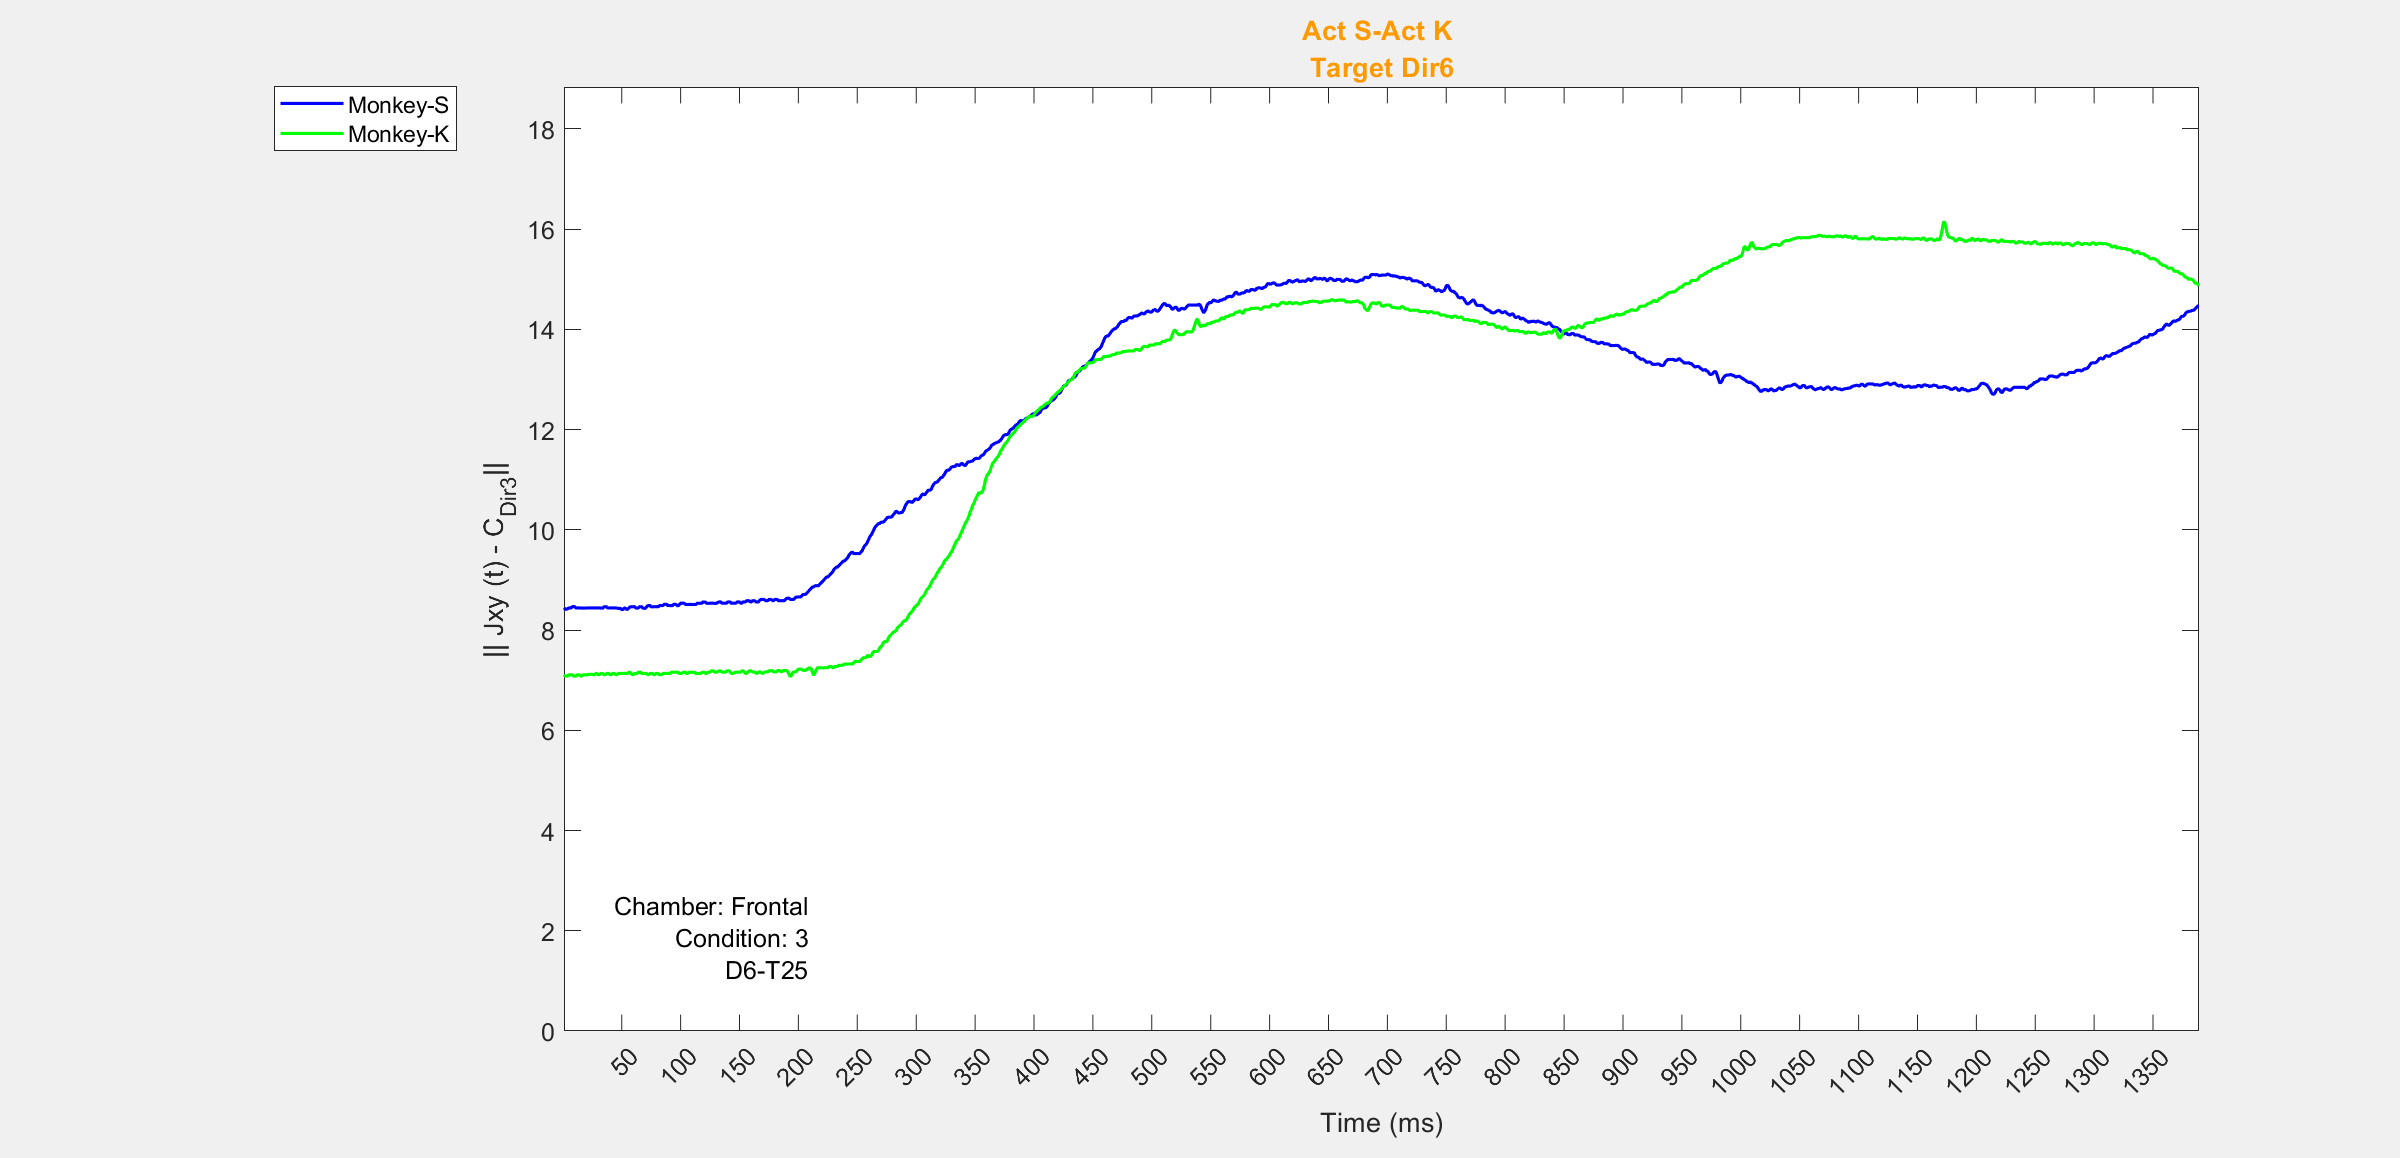 Act S-Act K
Target Dir6
Monkey-S
Monkey-K
18
16
14
12
10
8
6
4
2
0
|| Jxy (t) - C_Dir3||
Chamber: Frontal
Condition: 3
D6-T25
50 100 150 200 250 300 350 400 450 500 550 600 650 700 750 800 850 900 950 1000 1050 1100 1150 1200 1250 1300 1350
Time (ms)